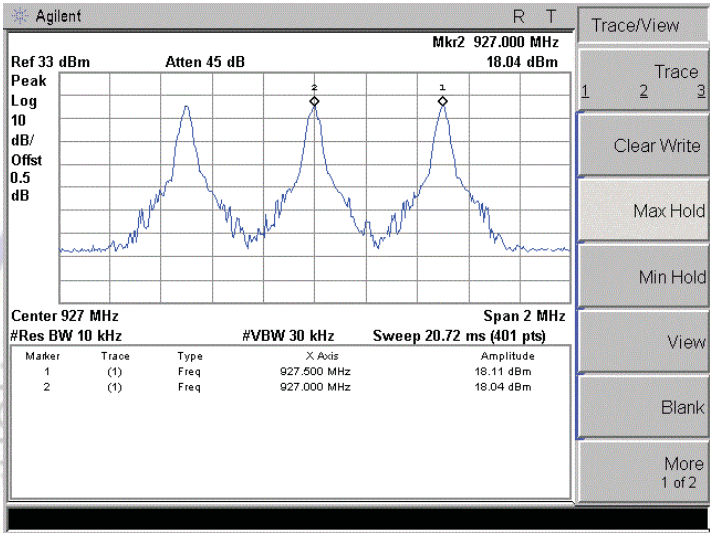 Agilent R T
Mkr2 927.000 MHz
Ref 33 dBm Atten 45 dB 18.04 dBm
Peak
Log
10
dB/
Offst
0.5
dB
2 1
Center 927 MHz Span 2 MHz
#Res BW 10 kHz #VBW 30 kHz Sweep 20.72 ms (401 pts)
Marker Trace Type X Axis Amplitude
1 (1) Freq 927.500 MHz 18.11 dBm
2 (1) Freq 927.000 MHz 18.04 dBm
Trace/View
Trace
1 2 3
Clear Write
Max Hold
Min Hold
View
Blank
More
1 of 2